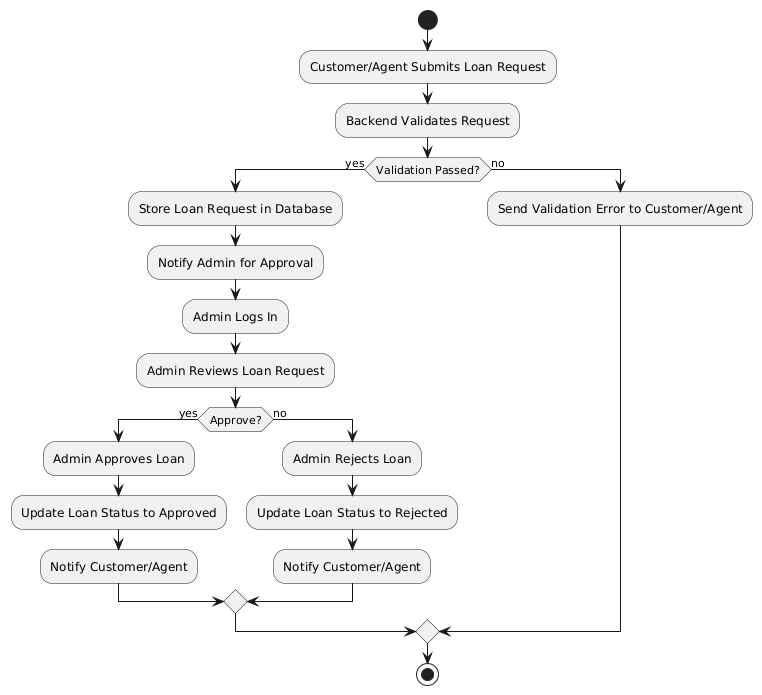 Customer/Agent Submits Loan Request
Backend Validates Request
yes
Validation Passed?
no
Store Loan Request in Database
Send Validation Error to Customer/Agent
Notify Admin for Approval
Admin Logs In
Admin Reviews Loan Request
yes
Approve?
no
Admin Approves Loan
Admin Rejects Loan
Update Loan Status to Approved
Update Loan Status to Rejected
Notify Customer/Agent
Notify Customer/Agent